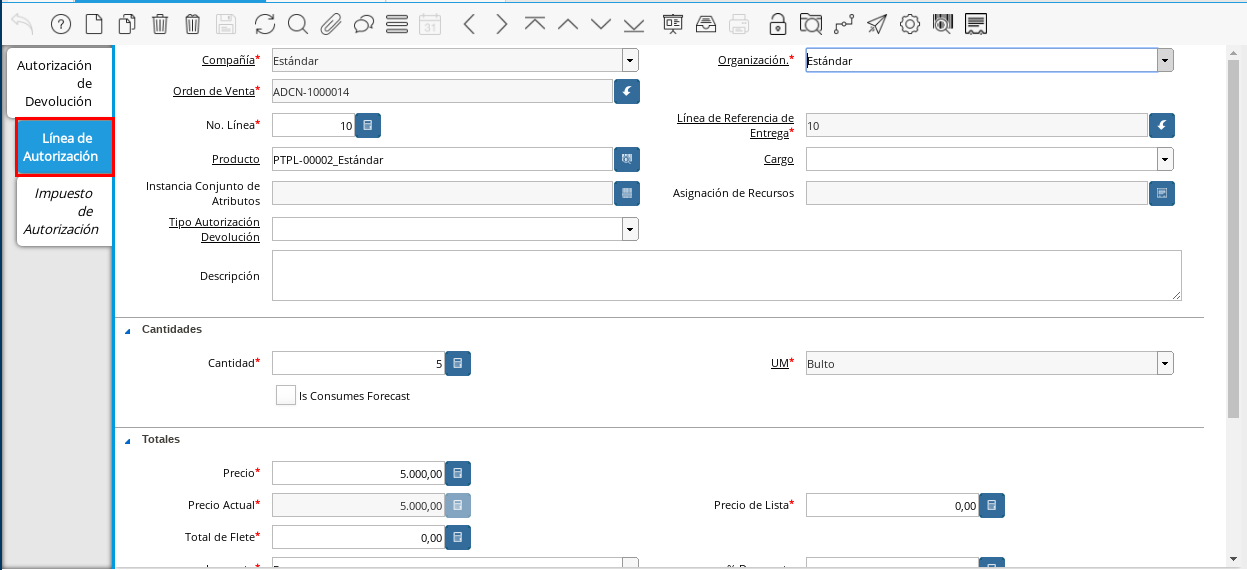 31
Autorización
de
Devolución
Línea de
Autorización
Impuesto
de
Autorización
Compañía* Estándar Organización.* Estándar
Orden de Venta* ADCN-1000014
No. Línea* 10 Línea de Referencia de
Entrega* 10
Producto PTPL-00002_Estándar Cargo
Instancia Conjunto de
Atributos Asignación de Recursos
Tipo Autorización
Devolución
Descripción
Cantidades
Cantidad* 5 UM* Bulto
Is Consumes Forecast
Totales
Precio* 5.000,00
Precio Actual* 5.000,00 Precio de Lista* 0,00
Total de Flete* 0,00